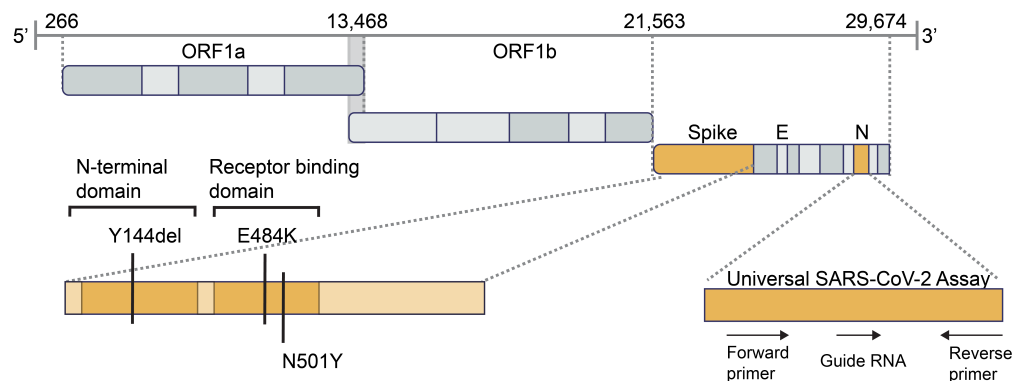 266
13,468
21,563
29,674
5’
3’
ORF1a
ORF1b
Spike
E
N
N-terminal
domain
Receptor binding
domain
Y144del
E484K
N501Y
Universal SARS-CoV-2 Assay
Forward
primer
Guide RNA
Reverse
primer